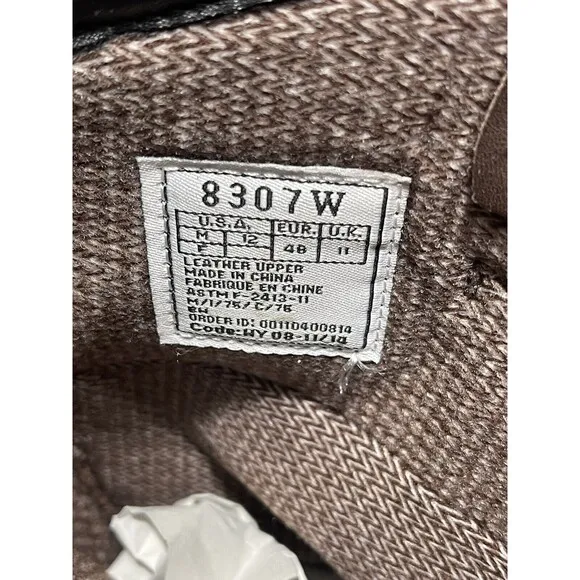 8307W
U.S.A. EUR. U.K.
M 12 48 11
F
LEATHER UPPER
MADE IN CHINA
FABRIQUE EN CHINE
ASTM F-2413-11
M/I/75/C/75
EH
ORDER ID: 00110400814
Code: WY 08-11/14